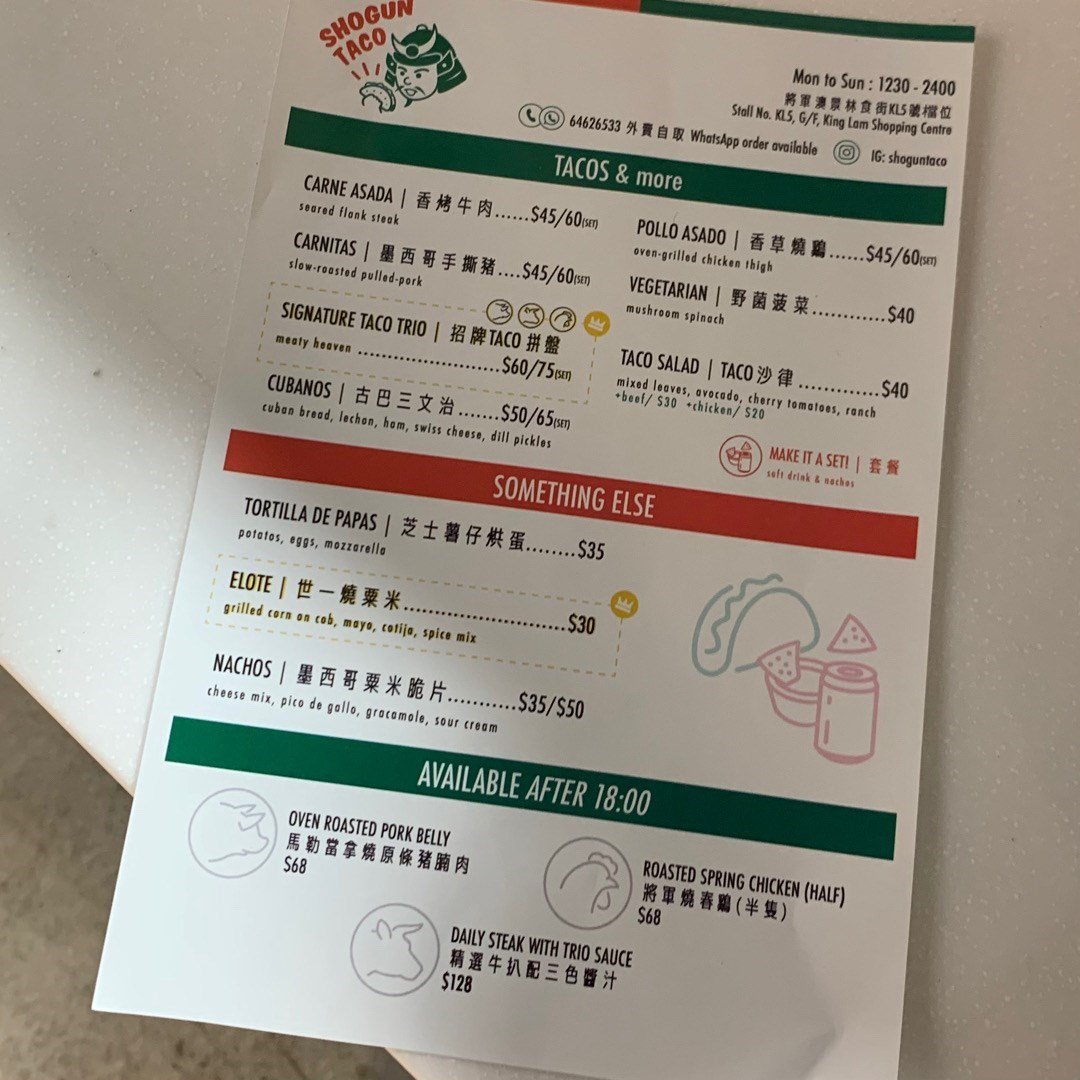 SHOGUN
TACO
Mon to Sun : 1230 - 2400
將軍澳景林食街KL5號檔位
Stall No. KL5, G/F, King Lam Shopping Centre
64626533 外賣自取 WhatsApp order available IG: shoguntaco
TACOS & more
CARNE ASADA | 香烤牛肉......$45/60(SET)
seared flank steak
CARNITAS | 墨西哥手撕豬....$45/60(SET)
slow-roasted pulled-pork
SIGNATURE TACO TRIO | 招牌TACO拼盤
meaty heaven ........................$60/75(SET)
CUBANOS | 古巴三文治.......$50/65(SET)
cuban bread, lechon, ham, swiss cheese, dill pickles
POLLO ASADO | 香草燒鷄......$45/60(SET)
oven-grilled chicken thigh
VEGETARIAN | 野菌菠菜............$40
mushroom spinach
TACO SALAD | TACO沙律.............$40
mixed leaves, avocado, cherry tomatoes, ranch
+beef/ $30 +chicken/ $20
MAKE IT A SET! | 套餐
soft drink & nachos
SOMETHING ELSE
TORTILLA DE PAPAS | 芝士薯仔烘蛋........$35
potatos, eggs, mozzarella
ELOTE | 世一燒粟米............................$30
grilled corn on cob, mayo, cotija, spice mix
NACHOS | 墨西哥粟米脆片...........$35/$50
cheese mix, pico de gallo, gracamole, sour cream
AVAILABLE AFTER 18:00
OVEN ROASTED PORK BELLY
馬勒當拿燒原條豬腩肉
$68
ROASTED SPRING CHICKEN (HALF)
將軍燒春鷄(半隻)
$68
DAILY STEAK WITH TRIO SAUCE
精選牛扒配三色醬汁
$128